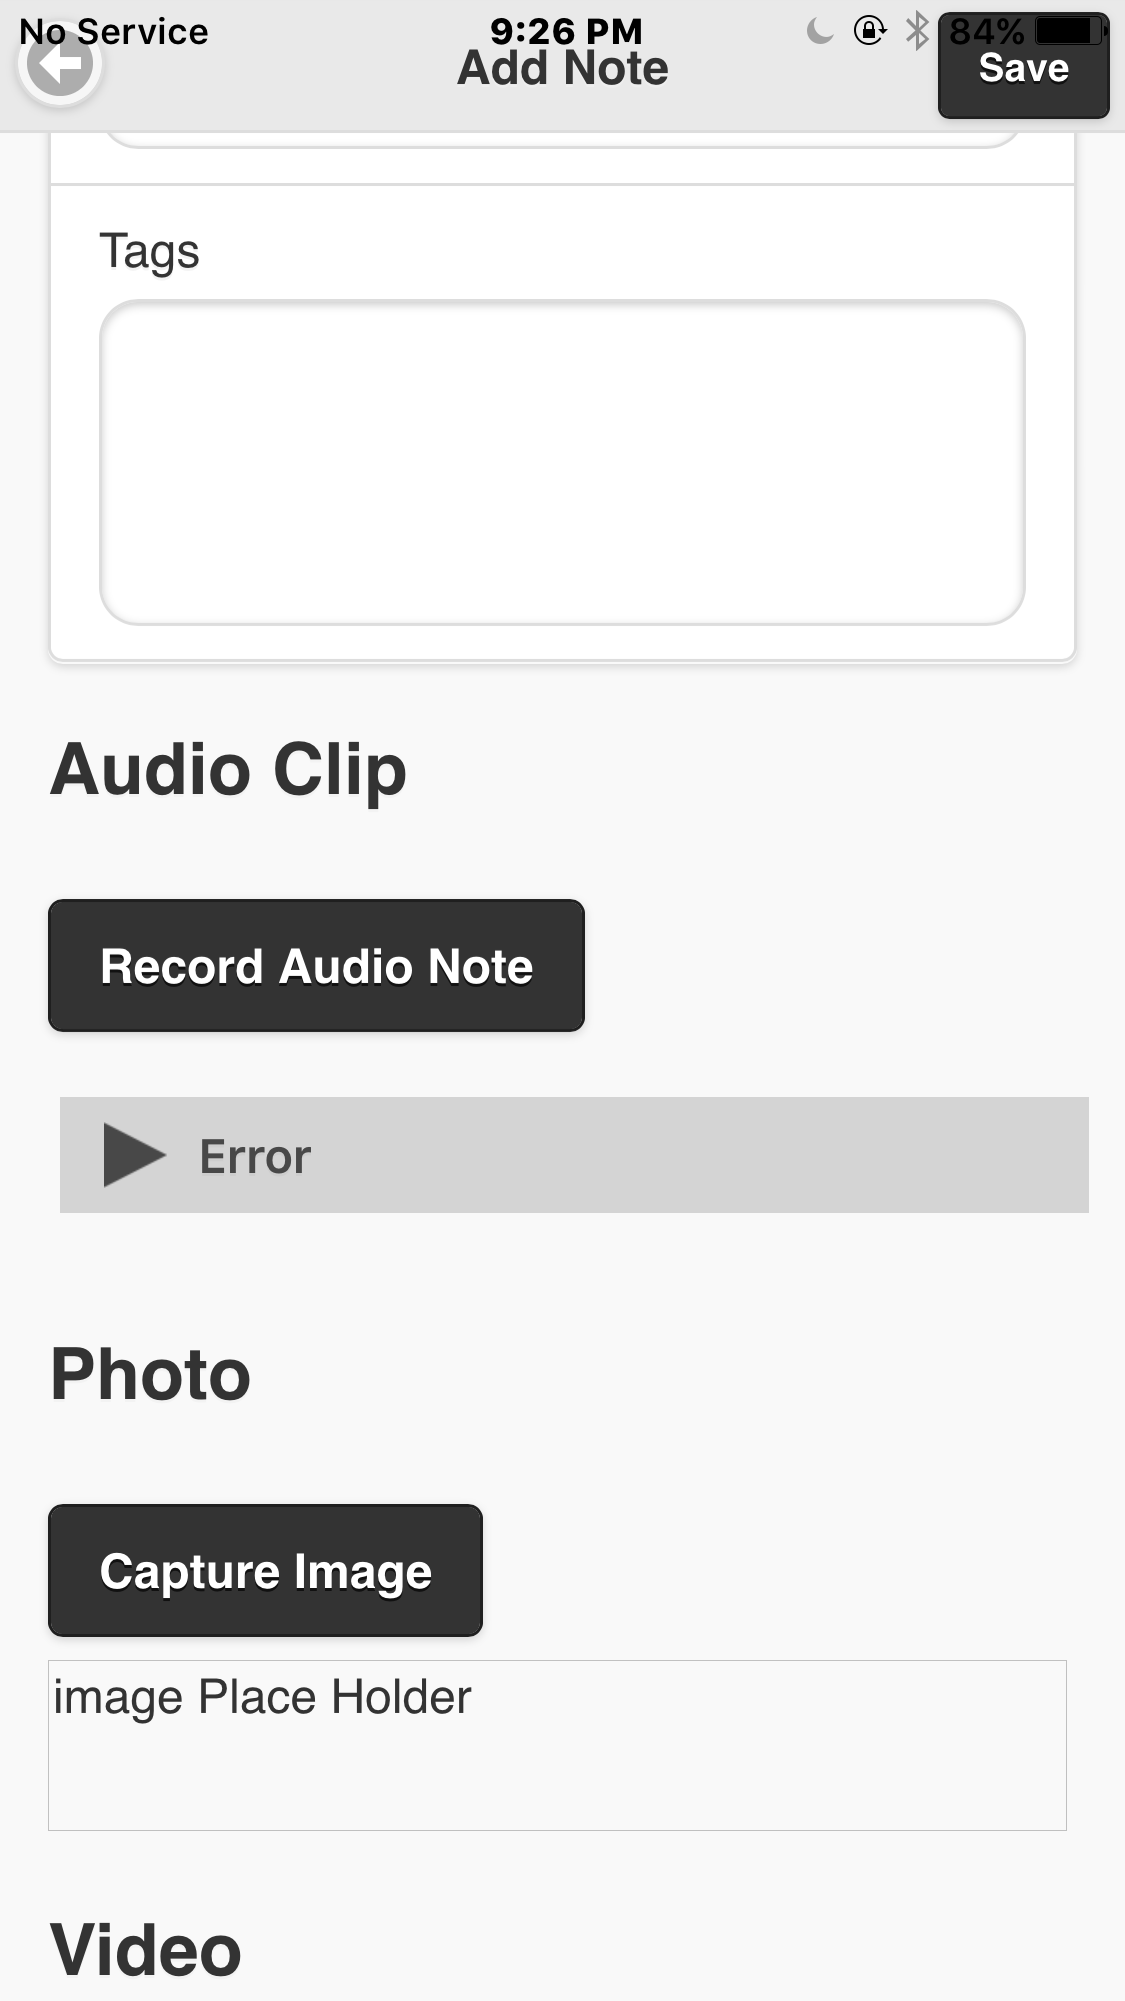 No Service
9:26 PM
84%
Add Note
Save
Tags
Audio Clip
Record Audio Note
Error
Photo
Capture Image
image Place Holder
Video